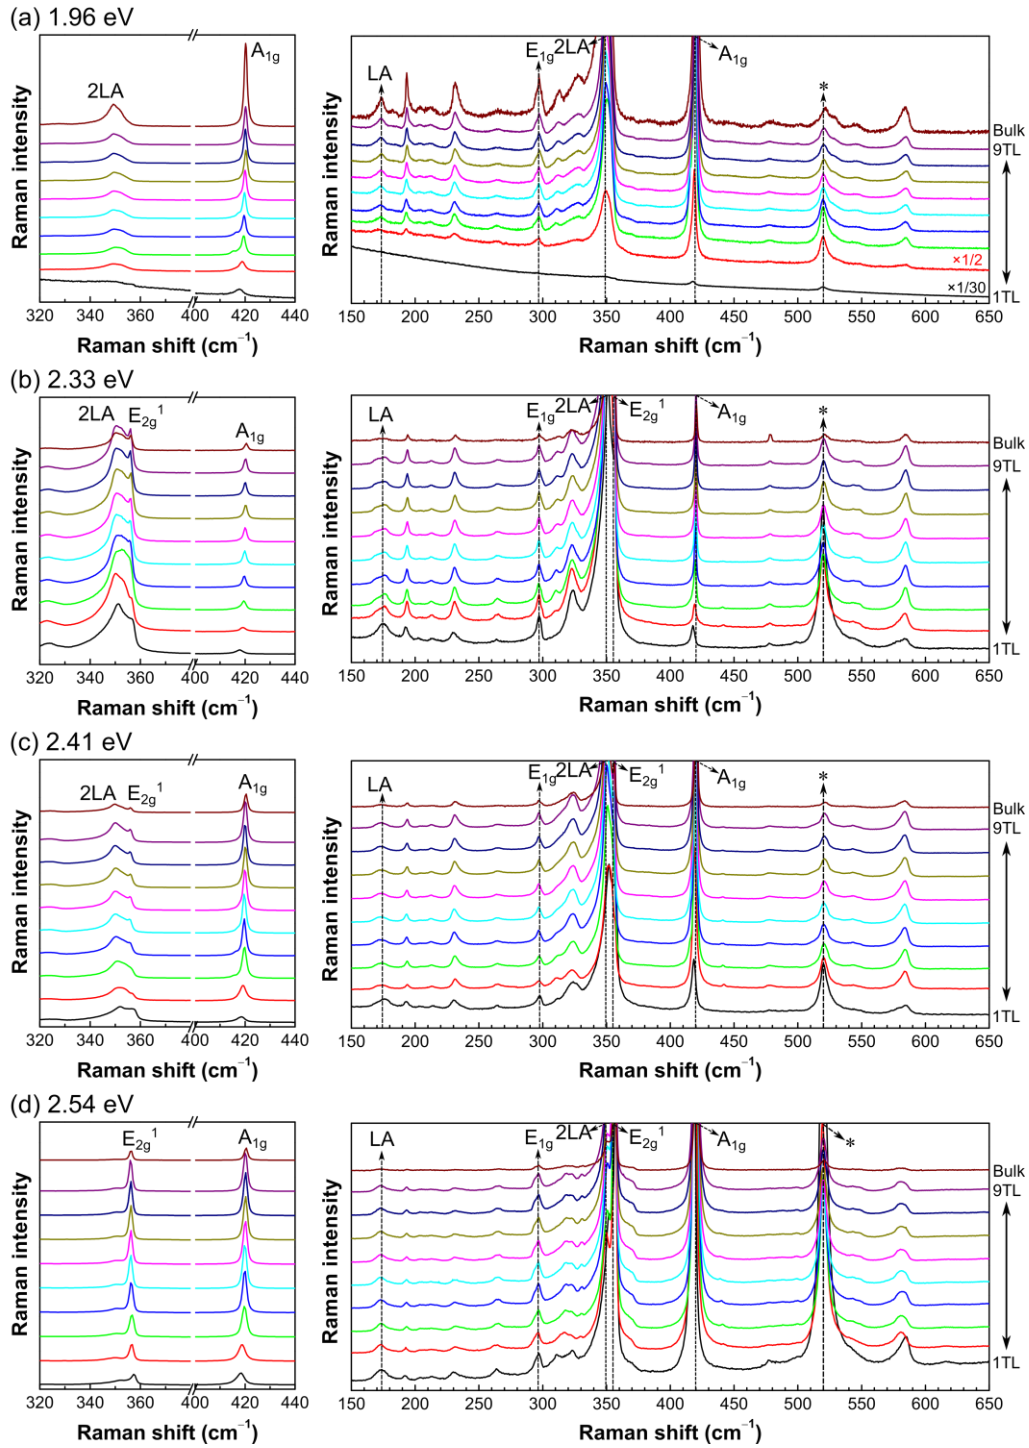 (a) 1.96 eV
2LA
A1g
LA
E1g
2LA
A1g
*
Bulk
9TL
×1/2
×1/30
1TL
Raman intensity
Raman intensity
320 340 360 400 420 440
150 200 250 300 350 400 450 500 550 600 650
Raman shift (cm⁻¹)
Raman shift (cm⁻¹)
(b) 2.33 eV
2LA
E2g¹
A1g
LA
E1g
2LA
E2g¹
A1g
*
Bulk
9TL
1TL
Raman intensity
Raman intensity
320 340 360 400 420 440
150 200 250 300 350 400 450 500 550 600 650
Raman shift (cm⁻¹)
Raman shift (cm⁻¹)
(c) 2.41 eV
2LA
E2g¹
A1g
LA
E1g
2LA
E2g¹
A1g
*
Bulk
9TL
1TL
Raman intensity
Raman intensity
320 340 360 400 420 440
150 200 250 300 350 400 450 500 550 600 650
Raman shift (cm⁻¹)
Raman shift (cm⁻¹)
(d) 2.54 eV
E2g¹
A1g
LA
E1g
2LA
E2g¹
A1g
*
Bulk
9TL
1TL
Raman intensity
Raman intensity
320 340 360 400 420 440
150 200 250 300 350 400 450 500 550 600 650
Raman shift (cm⁻¹)
Raman shift (cm⁻¹)